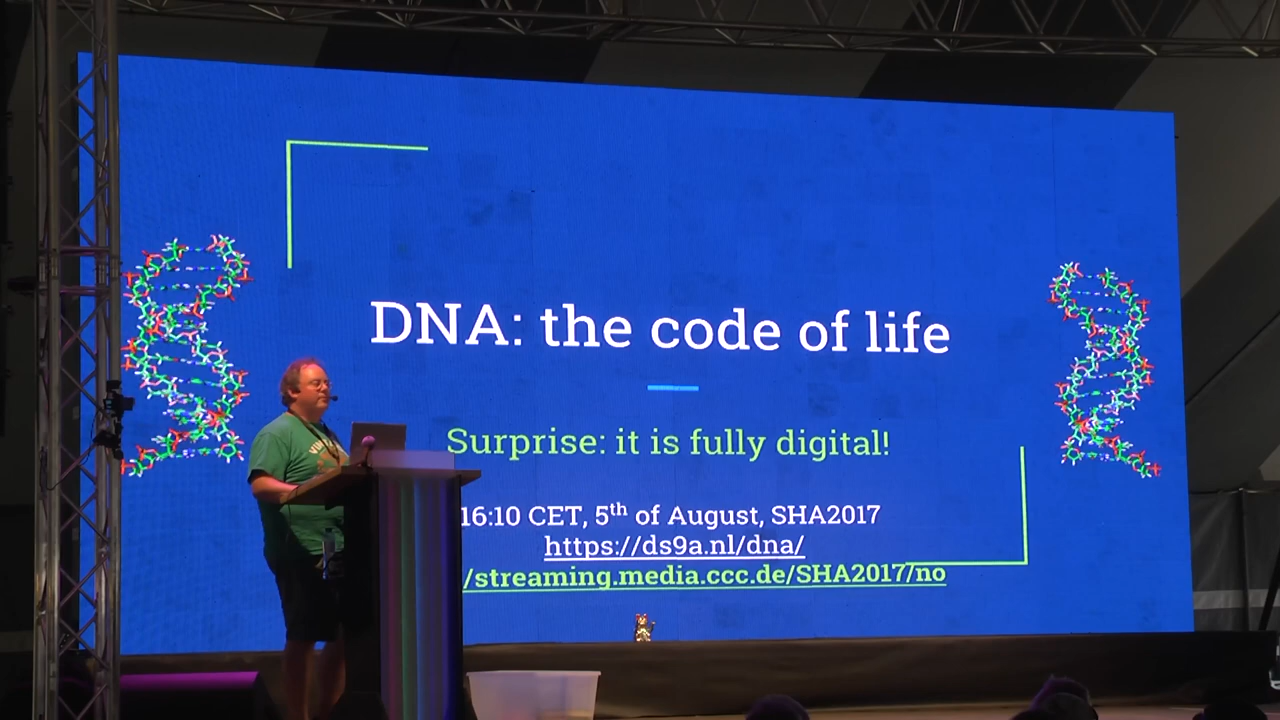 DNA: the code of life
Surprise: it is fully digital!
16:10 CET, 5th of August, SHA2017
https://ds9a.nl/dna/
/streaming.media.ccc.de/SHA2017/no